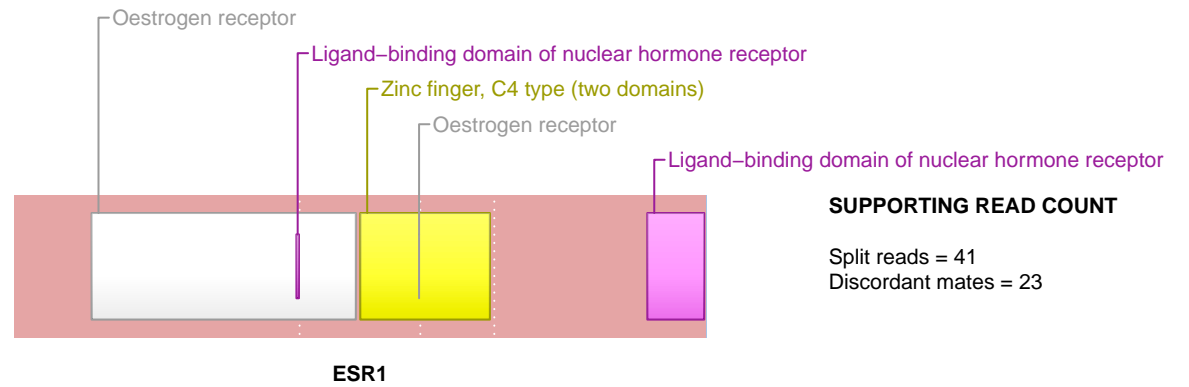 Oestrogen receptor
Ligand−binding domain of nuclear hormone receptor
Zinc finger, C4 type (two domains)
Oestrogen receptor
Ligand−binding domain of nuclear hormone receptor
SUPPORTING READ COUNT
Split reads = 41
Discordant mates = 23
ESR1